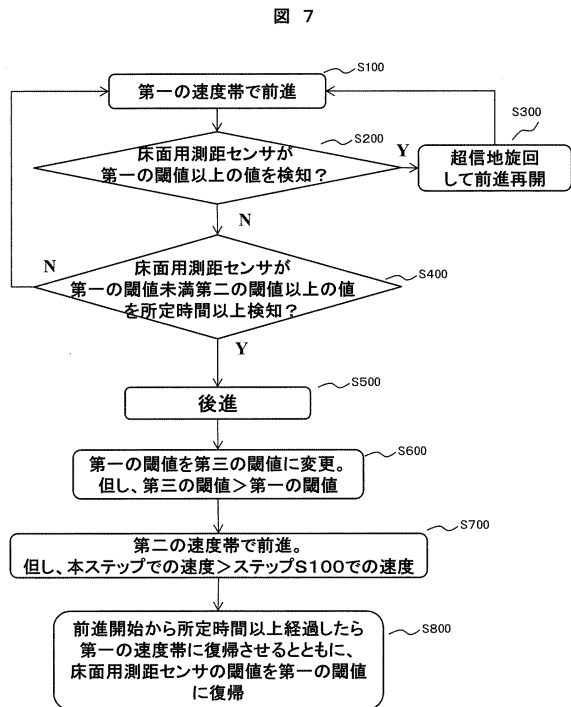 図 7
S100
第一の速度帯で前進
S200
床面用測距センサが
第一の閾値以上の値を検知？
Y
S300
超信地旋回
して前進再開
N
N
S400
床面用測距センサが
第一の閾値未満第二の閾値以上の値
を所定時間以上検知？
Y
S500
後進
S600
第一の閾値を第三の閾値に変更。
但し、第三の閾値＞第一の閾値
S700
第二の速度帯で前進。
但し、本ステップでの速度＞ステップS１００での速度
S800
前進開始から所定時間以上経過したら
第一の速度帯に復帰させるとともに、
床面用測距センサの閾値を第一の閾値
に復帰